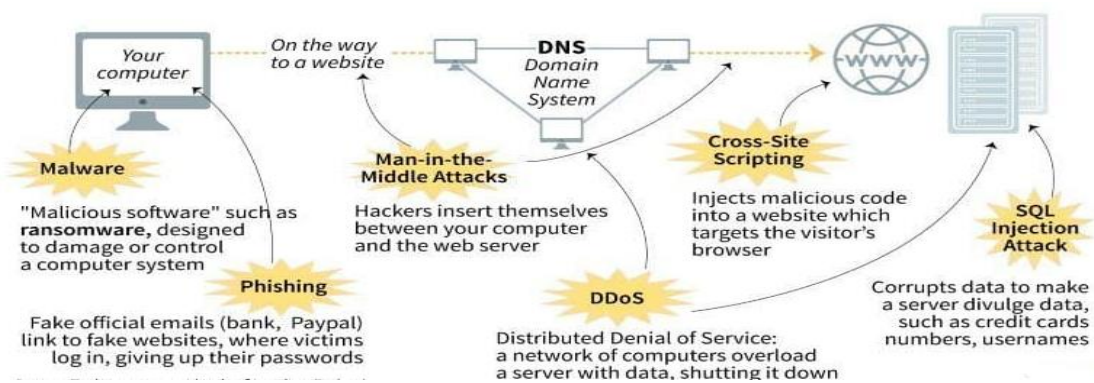 Your
computer
On the way
to a website
DNS
Domain
Name
System
WWW
Malware
"Malicious software" such as
ransomware, designed
to damage or control
a computer system
Phishing
Fake official emails (bank, Paypal)
link to fake websites, where victims
log in, giving up their passwords
Man-in-the-
Middle Attacks
Hackers insert themselves
between your computer
and the web server
DDoS
Distributed Denial of Service:
a network of computers overload
a server with data, shutting it down
Cross-Site
Scripting
Injects malicious code
into a website which
targets the visitor's
browser
SQL
Injection
Attack
Corrupts data to make
a server divulge data,
such as credit cards
numbers, usernames